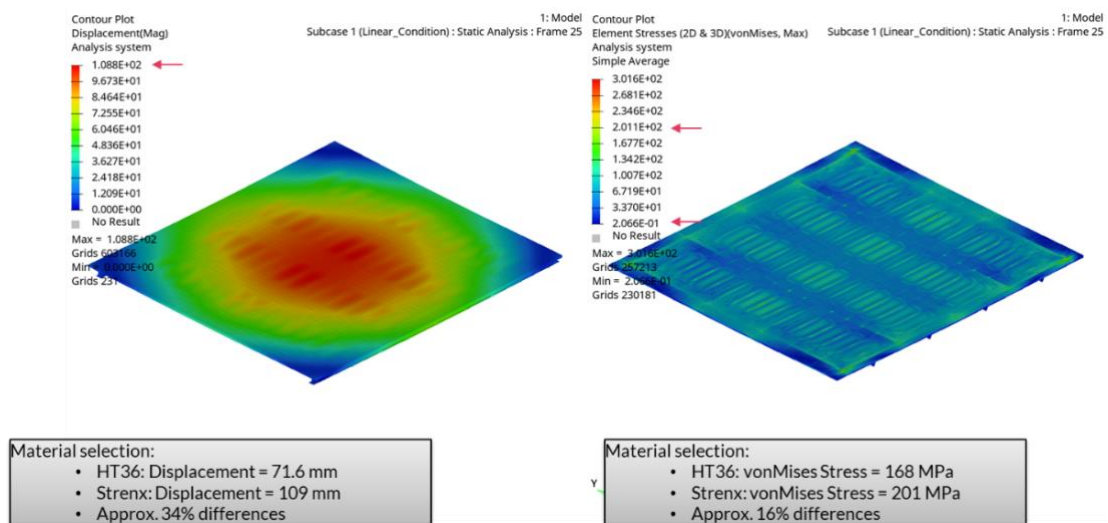 Contour Plot
Displacement(Mag)
Analysis system
1: Model
Subcase 1 (Linear_Condition) : Static Analysis : Frame 25
1.088E+02
9.673E+01
8.464E+01
7.255E+01
6.046E+01
4.836E+01
3.627E+01
2.418E+01
1.209E+01
0.000E+00
No Result
Max = 1.088E+02
Grids 603166
Min = 0.000E+00
Grids 231
Contour Plot
Element Stresses (2D & 3D)(vonMises, Max)
Analysis system
Simple Average
1: Model
Subcase 1 (Linear_Condition) : Static Analysis : Frame 25
3.016E+02
2.681E+02
2.346E+02
2.011E+02
1.677E+02
1.342E+02
1.007E+02
6.719E+01
3.370E+01
2.066E-01
No Result
Max = 3.016E+02
Grids 257213
Min = 2.066E-01
Grids 230181
Material selection:
• HT36: Displacement = 71.6 mm
• Strenx: Displacement = 109 mm
• Approx. 34% differences
Y
Material selection:
• HT36: vonMises Stress = 168 MPa
• Strenx: vonMises Stress = 201 MPa
• Approx. 16% differences